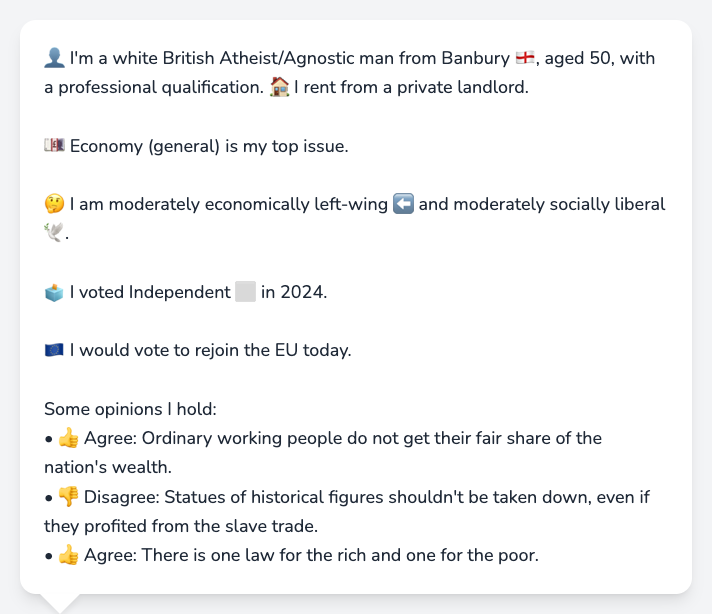 👤 I'm a white British Atheist/Agnostic man from Banbury 🏴󠁧󠁢󠁥󠁮󠁧󠁿, aged 50, with
a professional qualification. 🏠 I rent from a private landlord.
💷 Economy (general) is my top issue.
🤔 I am moderately economically left-wing ⬅️ and moderately socially liberal
🕊️.
🗳️ I voted Independent ⬜ in 2024.
🇪🇺 I would vote to rejoin the EU today.
Some opinions I hold:
• 👍 Agree: Ordinary working people do not get their fair share of the
nation's wealth.
• 👎 Disagree: Statues of historical figures shouldn't be taken down, even if
they profited from the slave trade.
• 👍 Agree: There is one law for the rich and one for the poor.